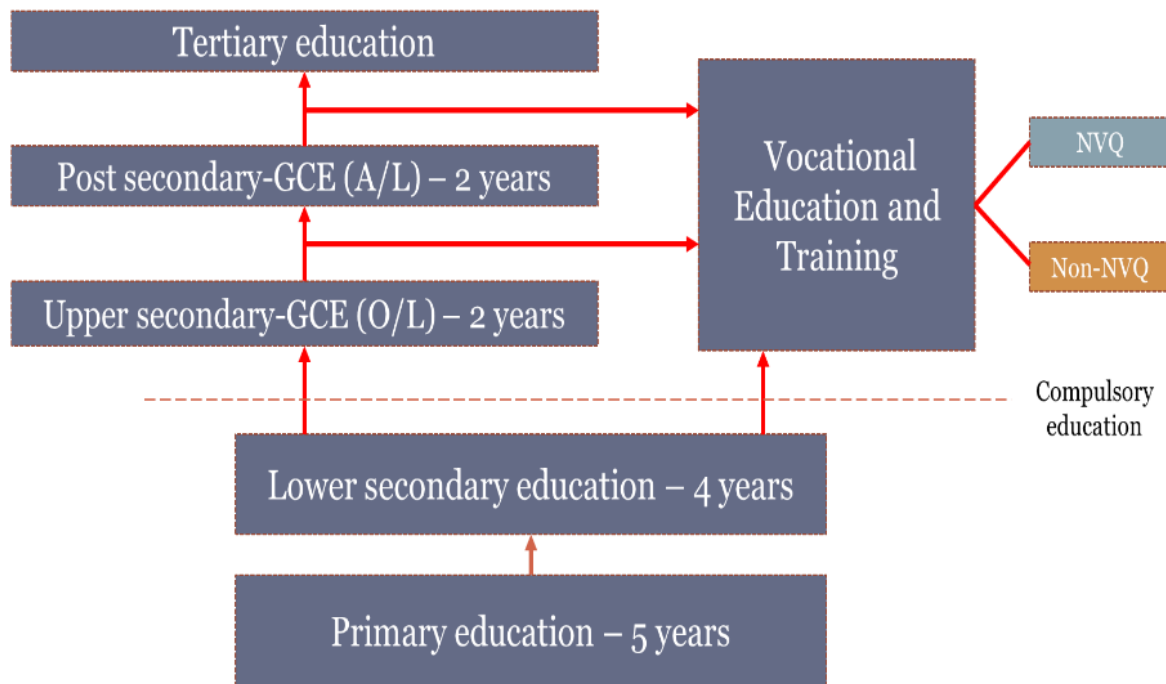 Tertiary education
Post secondary-GCE (A/L) – 2 years
Upper secondary-GCE (O/L) – 2 years
Vocational
Education and
Training
NVQ
Non-NVQ
Compulsory
education
Lower secondary education – 4 years
Primary education – 5 years